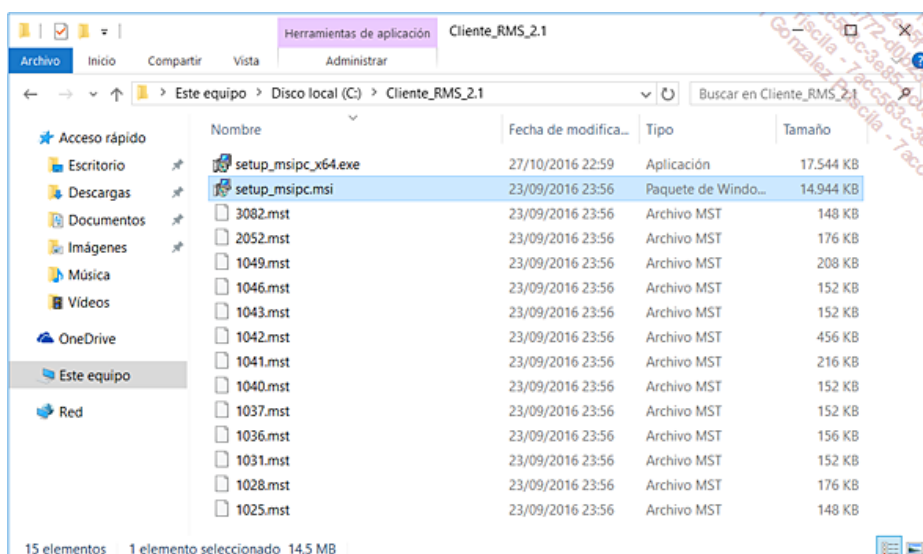 Herramientas de aplicación Cliente_RMS_2.1
Archivo Inicio Compartir Vista Administrar
Este equipo Disco local (C:) Cliente_RMS_2.1 Buscar en Cliente_RMS_2.1
Nombre Fecha de modifica... Tipo Tamaño
Acceso rápido
Escritorio
Descargas
Documentos
Imágenes
Música
Vídeos
OneDrive
Este equipo
Red
setup_msipc_x64.exe 27/10/2016 22:59 Aplicación 17.544 KB
setup_msipc.msi 23/09/2016 23:56 Paquete de Windo... 14.944 KB
3082.mst 23/09/2016 23:56 Archivo MST 148 KB
2052.mst 23/09/2016 23:56 Archivo MST 176 KB
1049.mst 23/09/2016 23:56 Archivo MST 208 KB
1046.mst 23/09/2016 23:56 Archivo MST 152 KB
1043.mst 23/09/2016 23:56 Archivo MST 152 KB
1042.mst 23/09/2016 23:56 Archivo MST 456 KB
1041.mst 23/09/2016 23:56 Archivo MST 216 KB
1040.mst 23/09/2016 23:56 Archivo MST 152 KB
1037.mst 23/09/2016 23:56 Archivo MST 152 KB
1036.mst 23/09/2016 23:56 Archivo MST 156 KB
1031.mst 23/09/2016 23:56 Archivo MST 152 KB
1028.mst 23/09/2016 23:56 Archivo MST 176 KB
1025.mst 23/09/2016 23:56 Archivo MST 148 KB
15 elementos 1 elemento seleccionado 14,5 MB